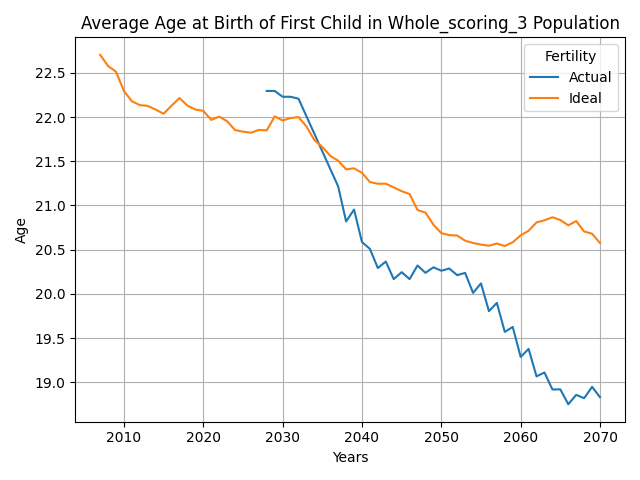 Average Age at Birth of First Child in Whole_scoring_3 Population
Fertility
Actual
Ideal
22.5
22.0
21.5
21.0
20.5
20.0
19.5
19.0
Age
2010 2020 2030 2040 2050 2060 2070
Years